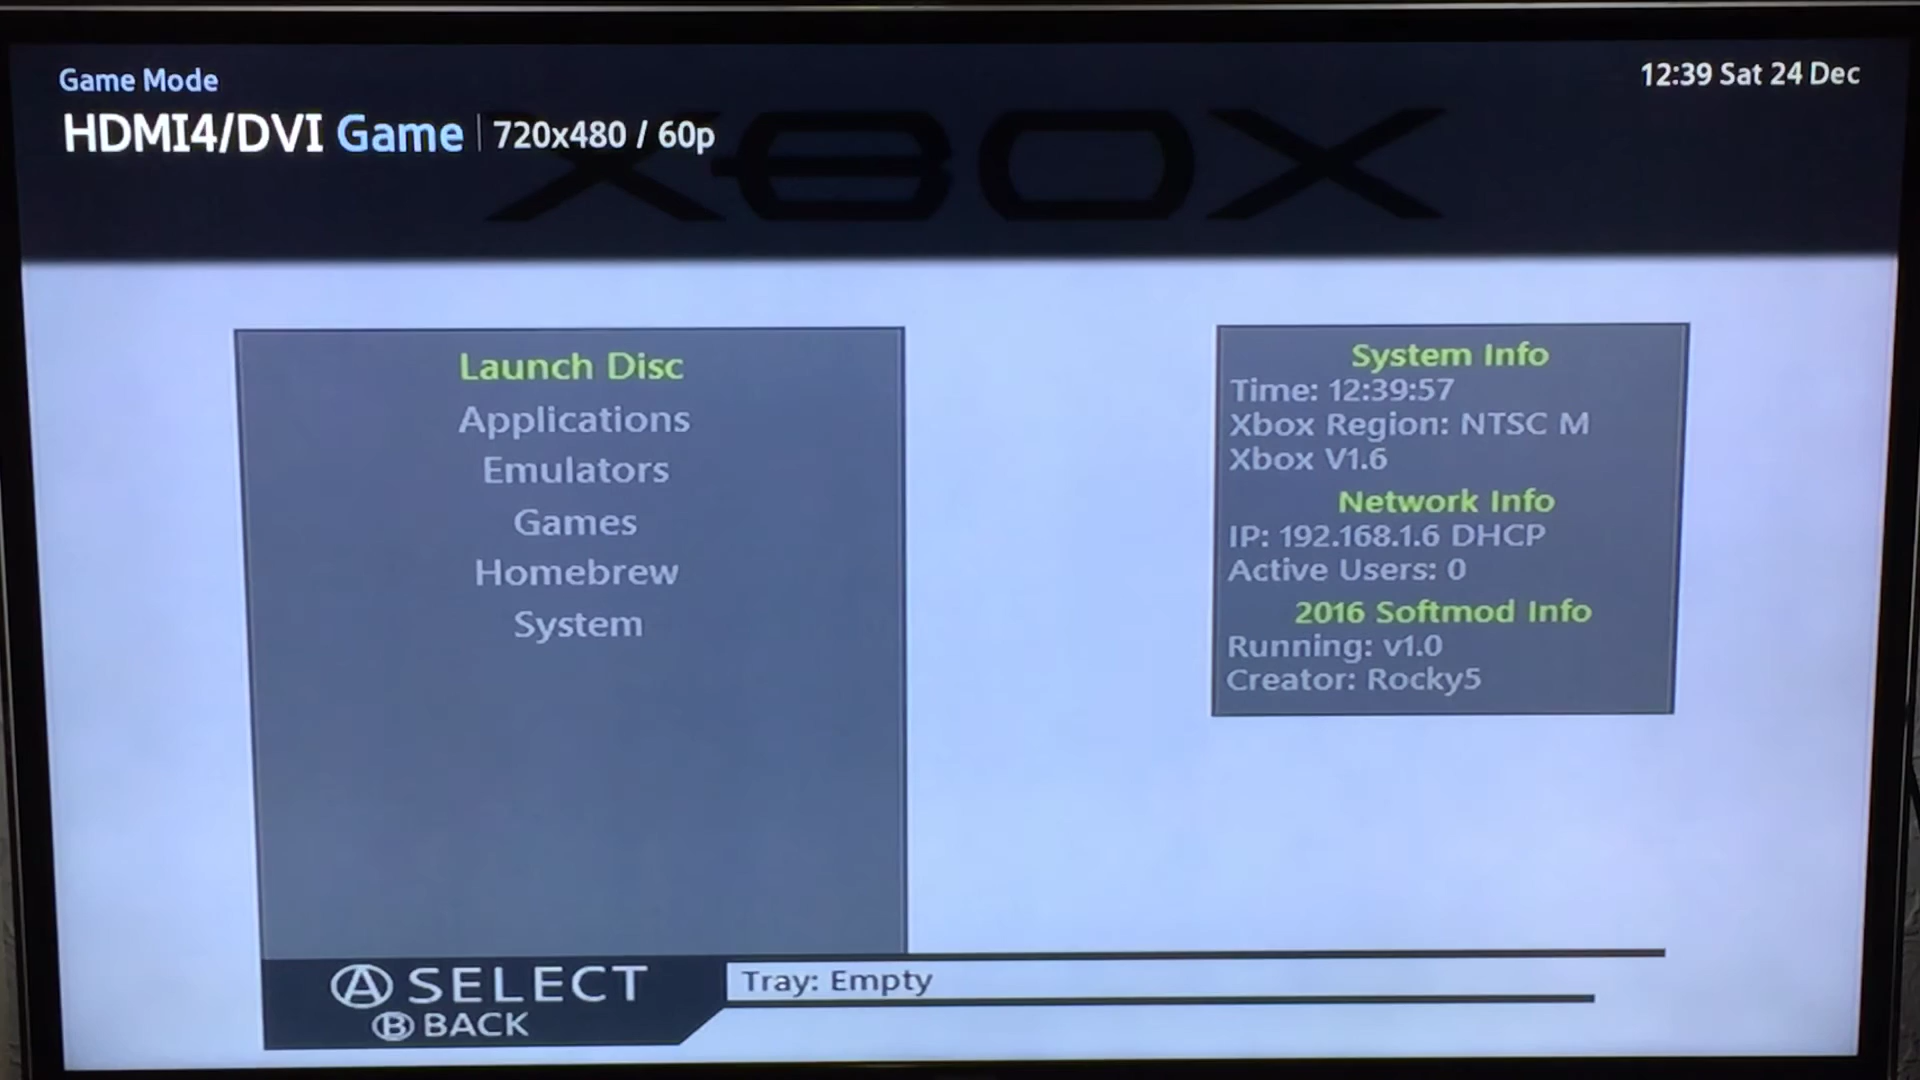 Game Mode
12:39 Sat 24 Dec
HDMI4/DVI Game | 720x480 / 60p
XBOX
Launch Disc
Applications
Emulators
Games
Homebrew
System
System Info
Time: 12:39:57
Xbox Region: NTSC M
Xbox V1.6
Network Info
IP: 192.168.1.6 DHCP
Active Users: 0
2016 Softmod Info
Running: v1.0
Creator: Rocky5
A SELECT
B BACK
Tray: Empty